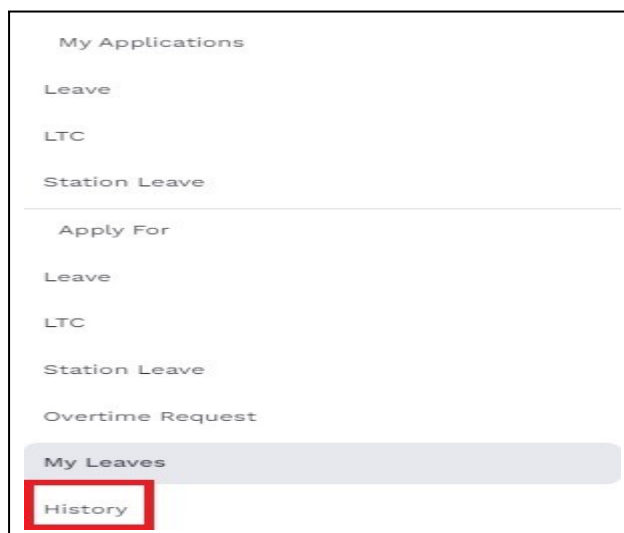 My Applications
Leave
LTC
Station Leave
Apply For
Leave
LTC
Station Leave
Overtime Request
My Leaves
History